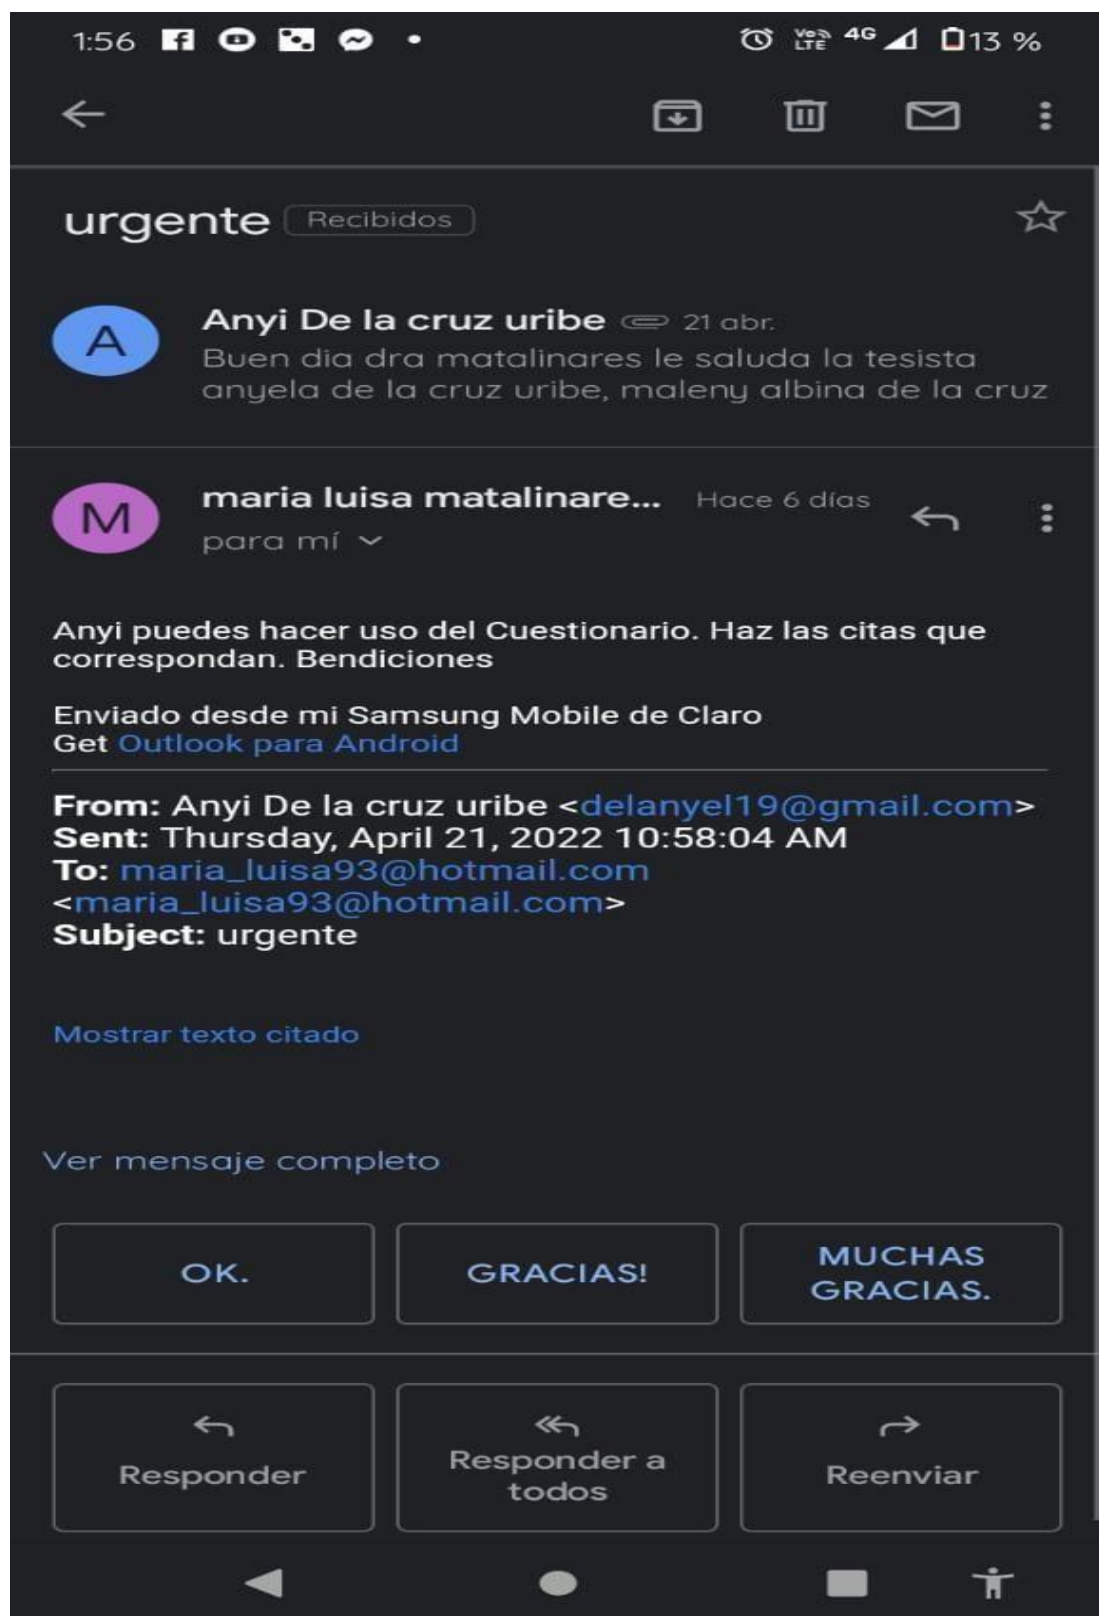 1:56
Vo LTE 4G 13 %
urgente Recibidos
A
Anyi De la cruz uribe 21 abr.
Buen dia dra matalinares le saluda la tesista
anyela de la cruz uribe, maleny albina de la cruz
M
maria luisa matalinare... Hace 6 días
para mí
Anyi puedes hacer uso del Cuestionario. Haz las citas que
correspondan. Bendiciones
Enviado desde mi Samsung Mobile de Claro
Get Outlook para Android
From: Anyi De la cruz uribe <delanyel19@gmail.com>
Sent: Thursday, April 21, 2022 10:58:04 AM
To: maria_luisa93@hotmail.com
<maria_luisa93@hotmail.com>
Subject: urgente
Mostrar texto citado
Ver mensaje completo
OK.
GRACIAS!
MUCHAS
GRACIAS.
Responder
Responder a
todos
Reenviar